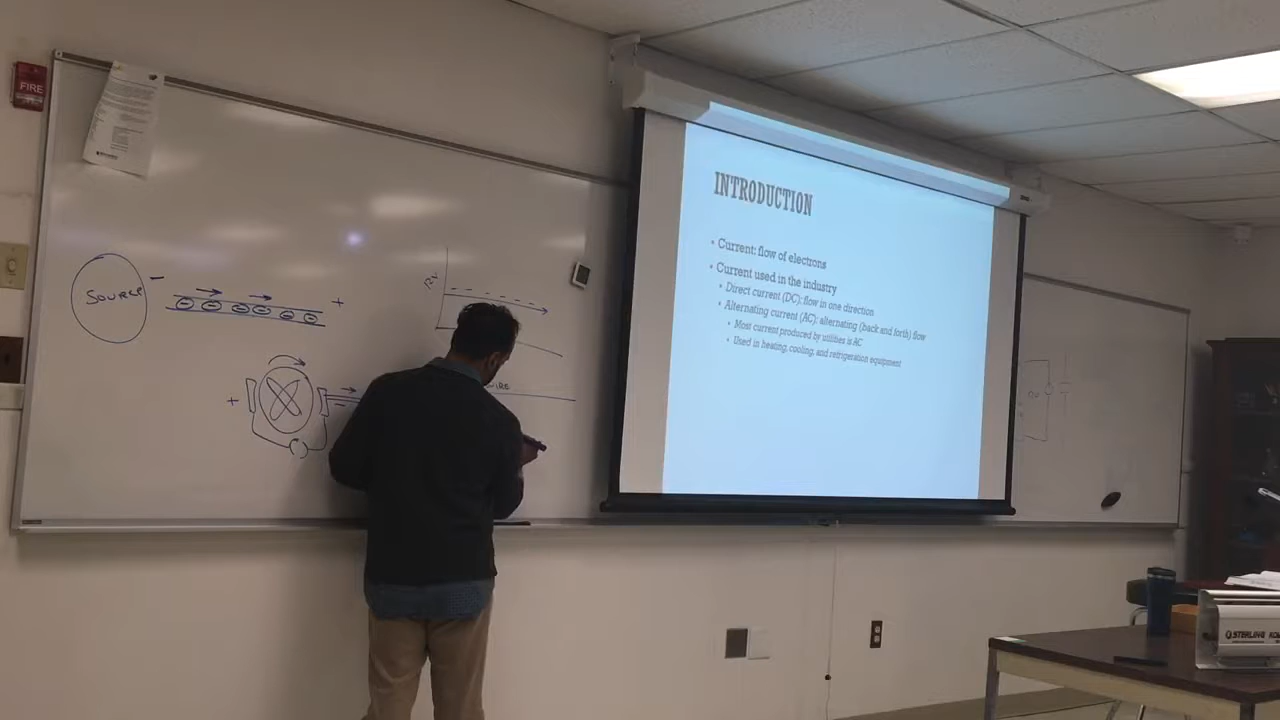 FIRE
SOURCE
-
+
+
-
INTRODUCTION
• Current: flow of electrons
• Current used in the industry
• Direct current (DC): flow in one direction
• Alternating current (AC): alternating (back and forth) flow
• Most current produced by utilities is AC
• Used in heating, cooling, and refrigeration equipment
STERLING